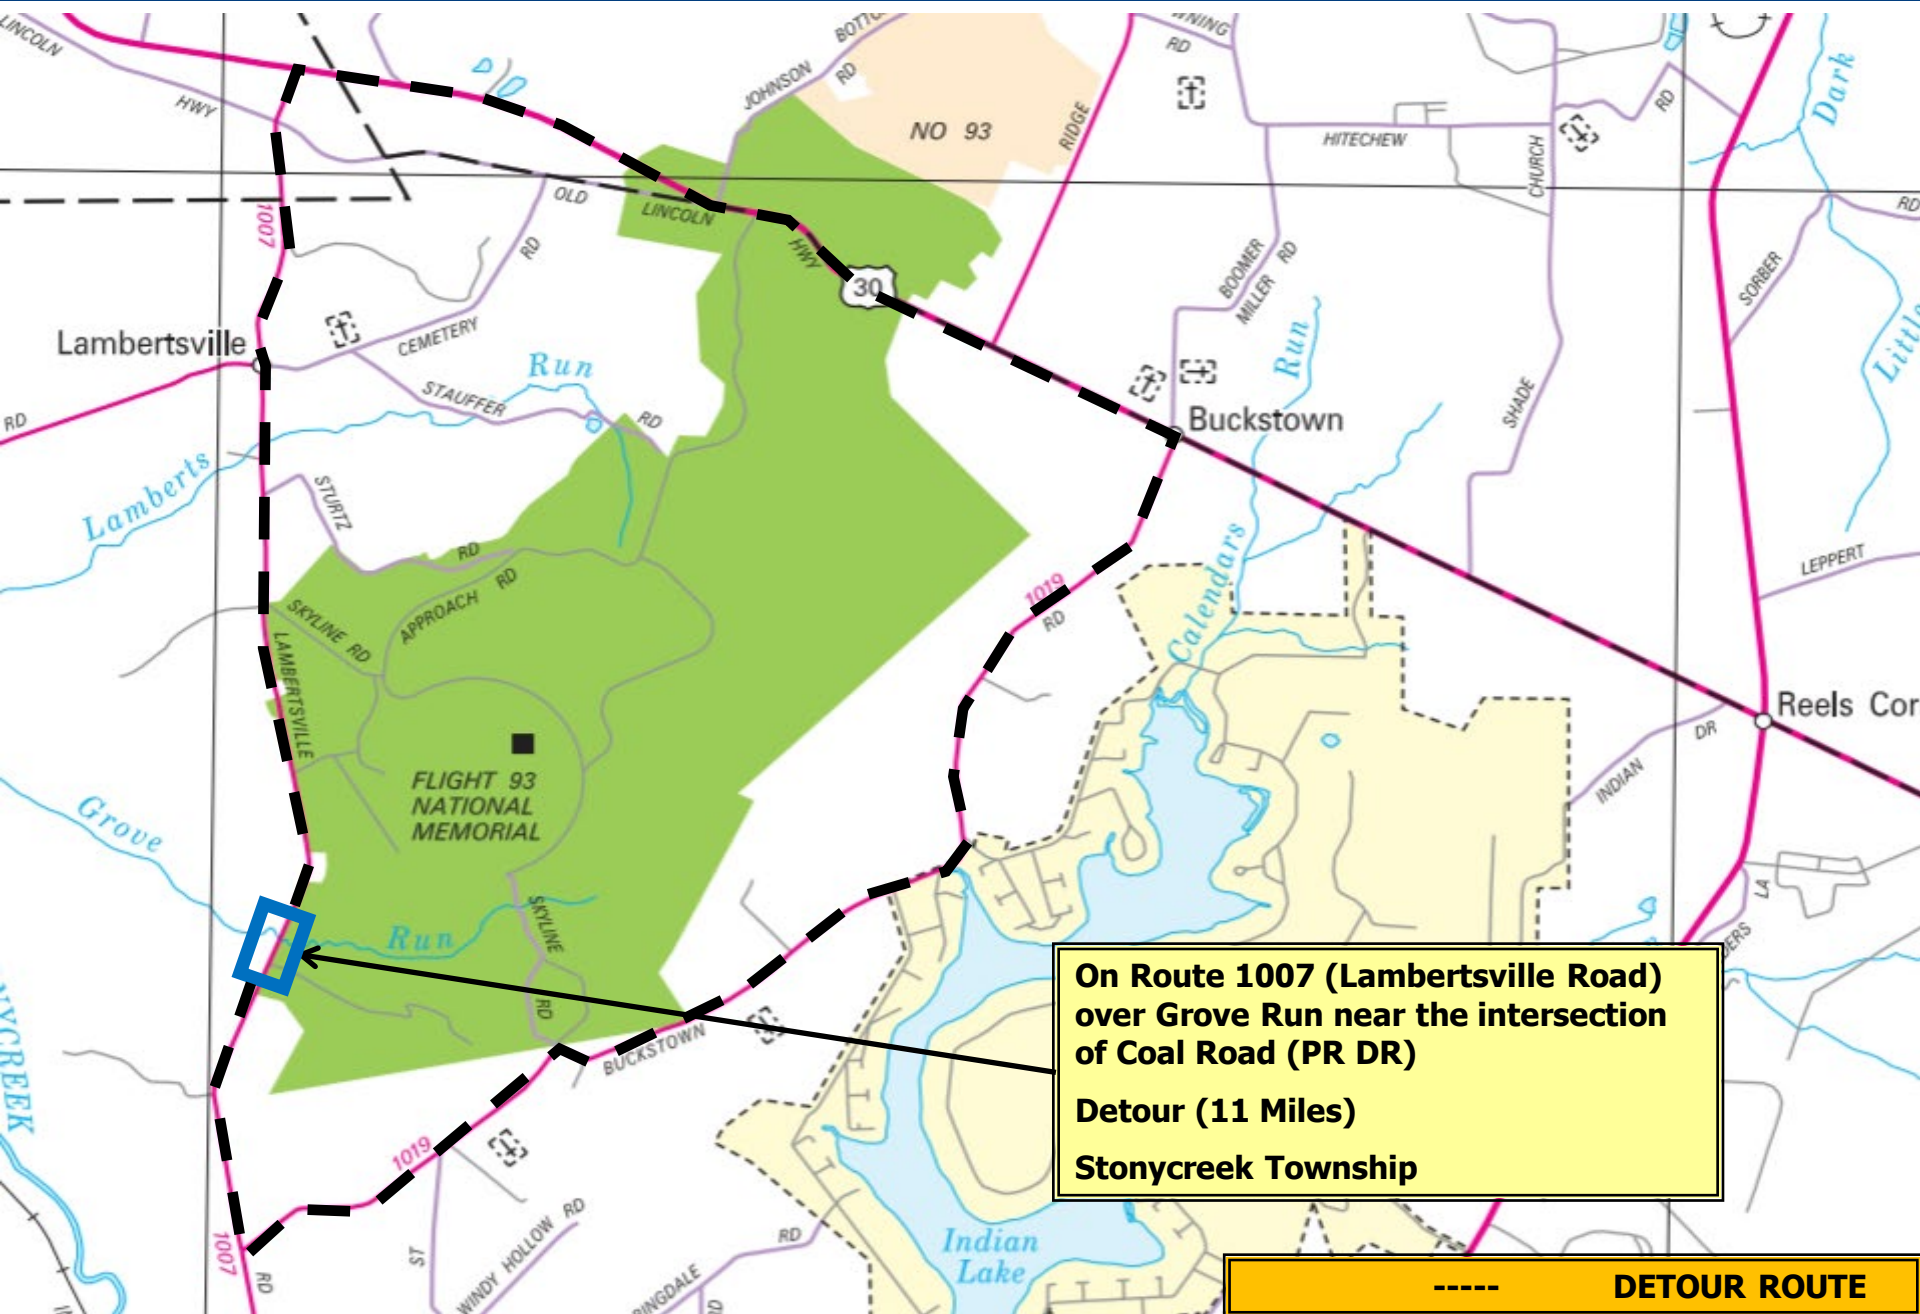 LINCOLN
HWY
JOHNSON
RD
RD
NO 93
RIDGE
HITECHEW
CHURCH
RD
Dark
RD
1007
OLD
LINCOLN
HWY
RD
30
BOOMER
MILLER RD
SORBER
Lambertsville
CEMETERY
Run
STAUFFER
RD
RD
Run
Buckstown
SHADE
Little
Lamberts
STURTZ
RD
APPROACH RD
SKYLINE RD
LAMBERTSVILLE
1019
RD
Calendars
LEPPERT
Reels Cor
DR
INDIAN
FLIGHT 93
NATIONAL
MEMORIAL
Grove
Run
SKYLINE
RD
LA
BUCKSTOWN
On Route 1007 (Lambertsville Road)
over Grove Run near the intersection
of Coal Road (PR DR)
Detour (11 Miles)
Stonycreek Township
1019
1007
RD
ST
WINDY HOLLOW RD
RD
Indian
Lake
----- DETOUR ROUTE